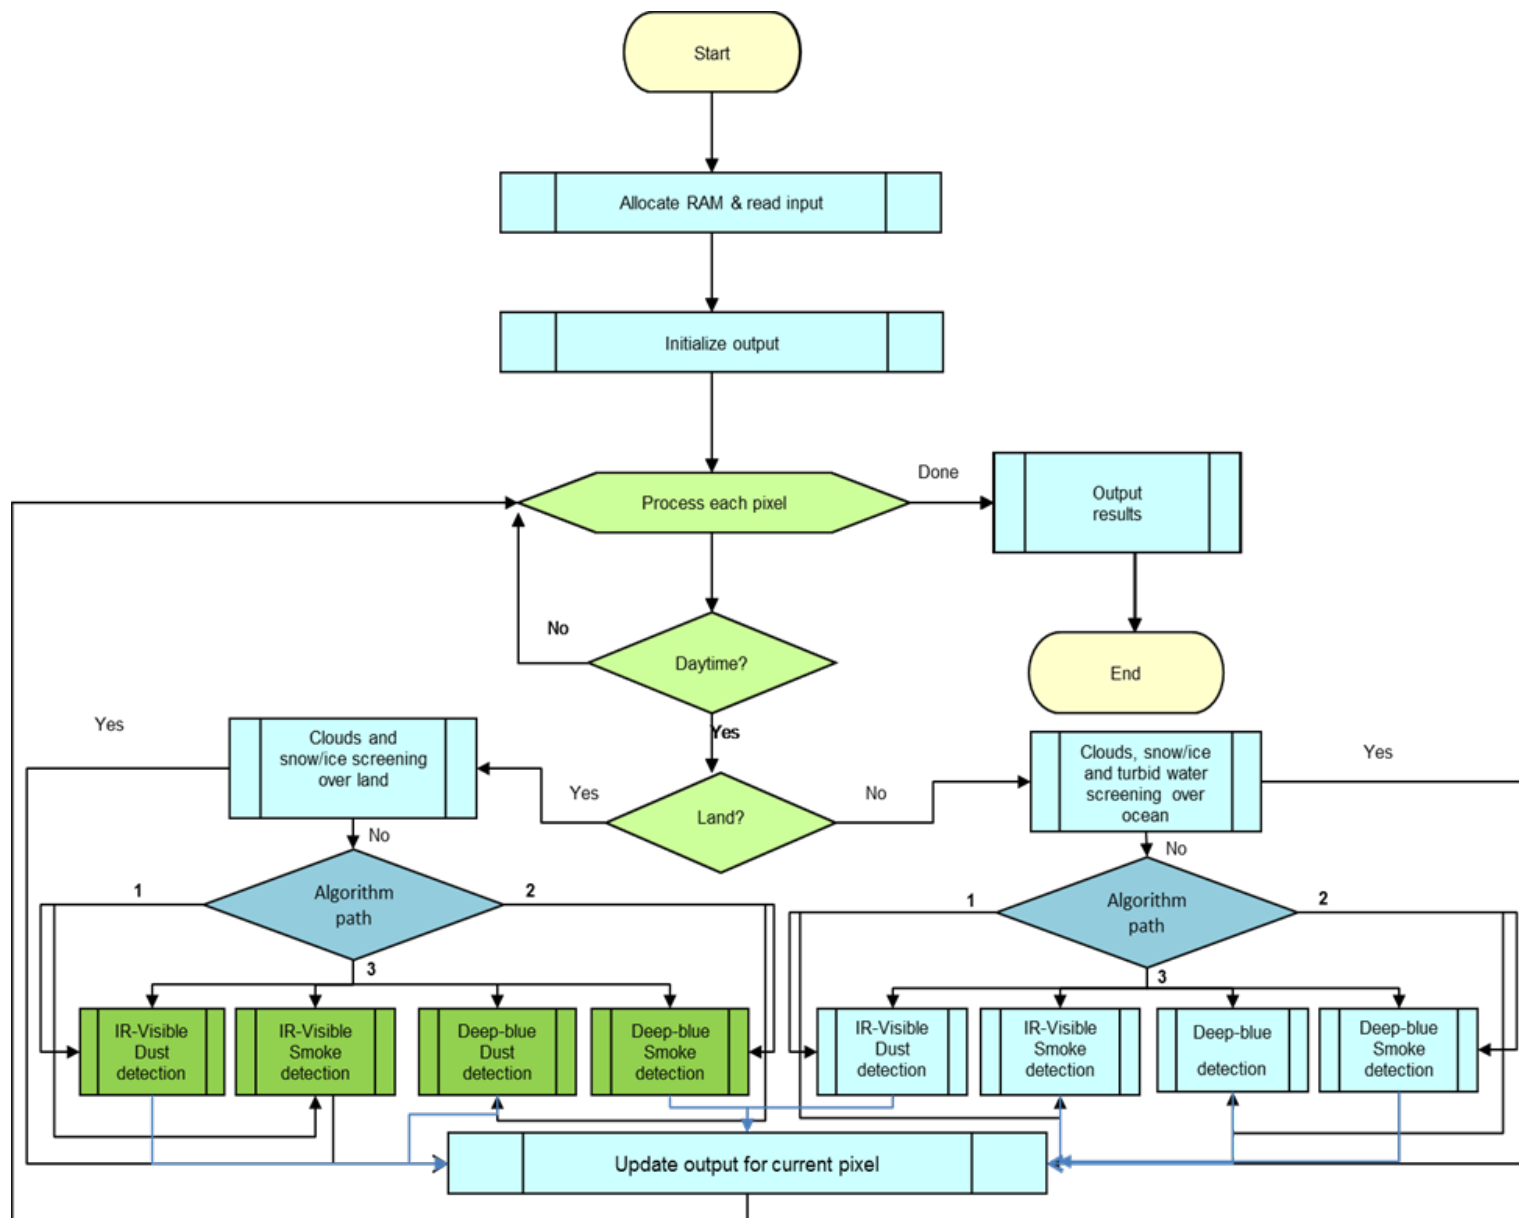 Start
Allocate RAM & read input
Initialize output
Process each pixel
Done
Output
results
No
Daytime?
End
Yes
Yes
Clouds and
snow/ice screening
over land
Yes
Land?
No
Clouds, snow/ice
and turbid water
screening over
ocean
Yes
No
Algorithm
path
1
2
3
No
Algorithm
path
1
2
3
IR-Visible
Dust
detection
IR-Visible
Smoke
detection
Deep-blue
Dust
detection
Deep-blue
Smoke
detection
IR-Visible
Dust
detection
IR-Visible
Smoke
detection
Deep-blue
detection
Deep-blue
Smoke
detection
Update output for current pixel